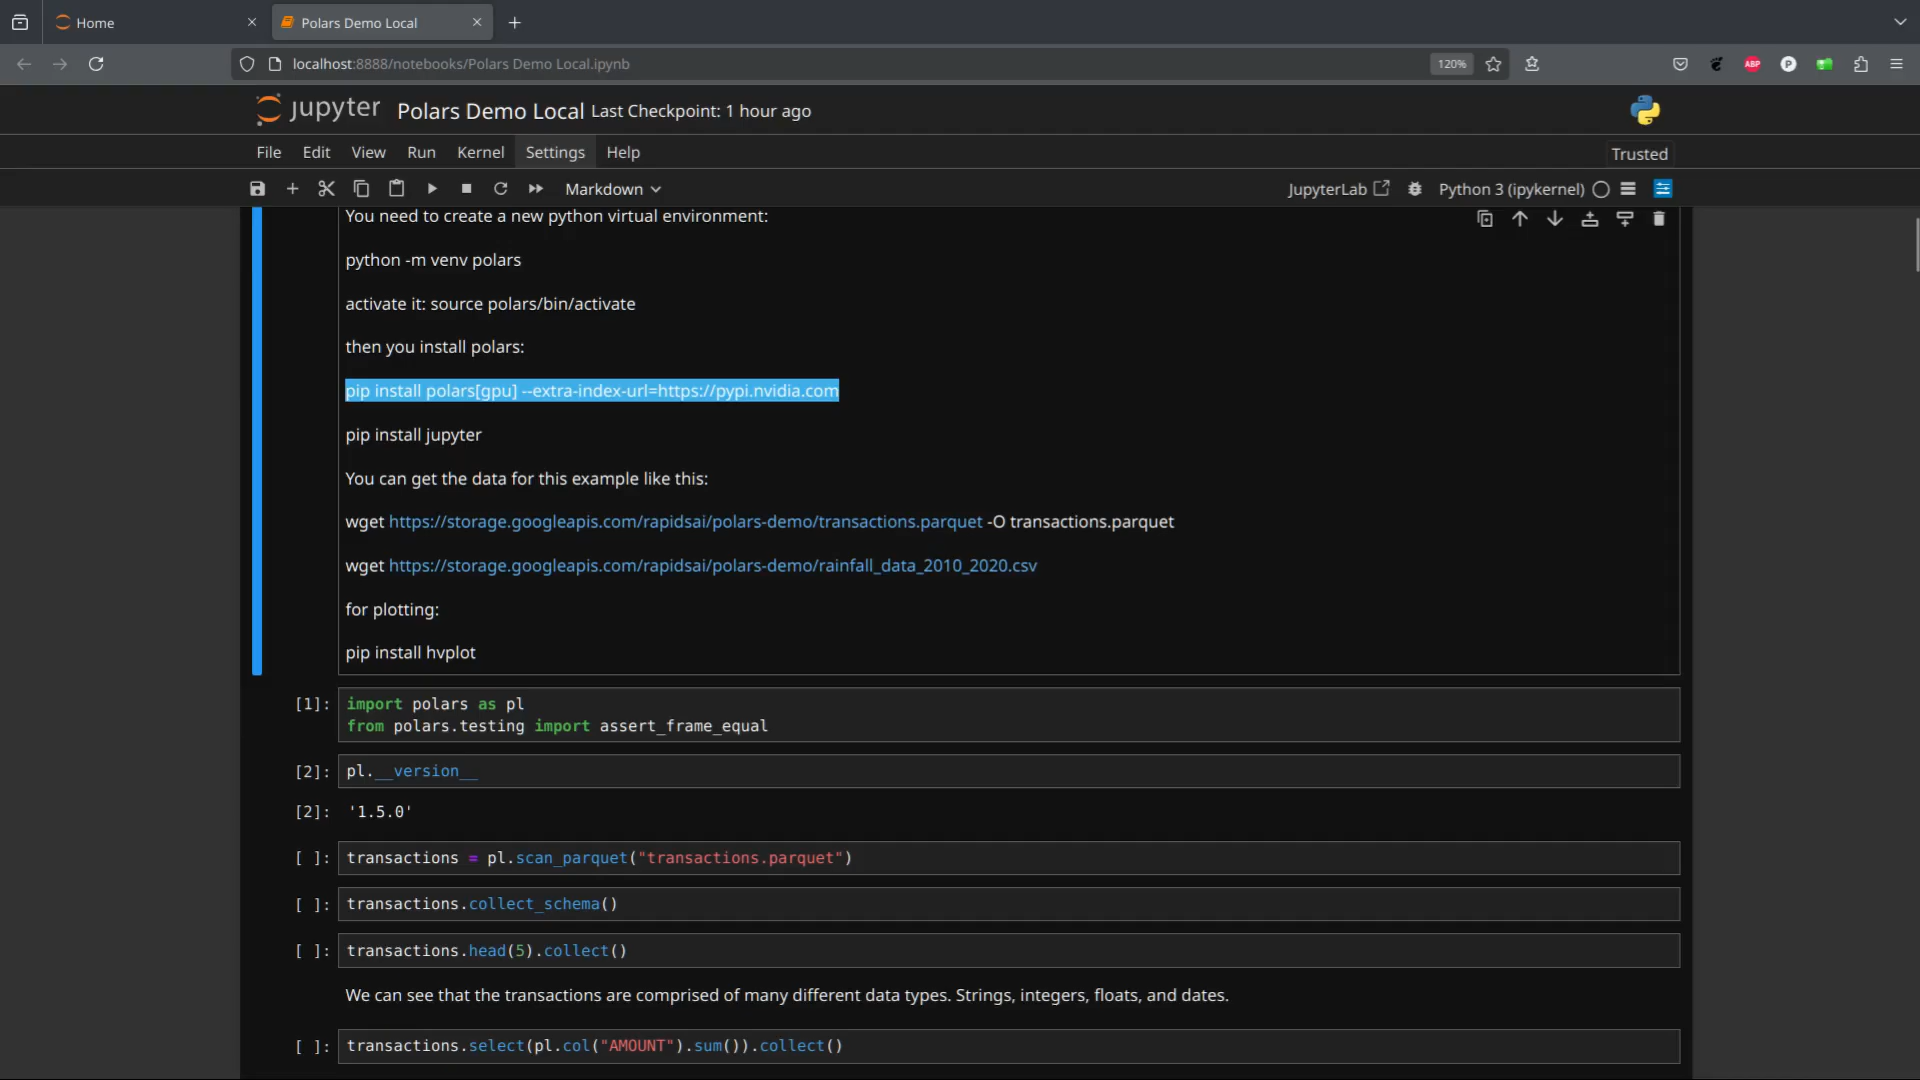 Home
Polars Demo Local
localhost:8888/notebooks/Polars Demo Local.ipynb
120%
ABP
P
jupyter
Polars Demo Local Last Checkpoint: 1 hour ago
File Edit View Run Kernel Settings Help
Trusted
Markdown
JupyterLab
Python 3 (ipykernel)
You need to create a new python virtual environment:
python -m venv polars
activate it: source polars/bin/activate
then you install polars:
pip install polars[gpu] --extra-index-url=https://pypi.nvidia.com
pip install jupyter
You can get the data for this example like this:
wget https://storage.googleapis.com/rapidsai/polars-demo/transactions.parquet -O transactions.parquet
wget https://storage.googleapis.com/rapidsai/polars-demo/rainfall_data_2010_2020.csv
for plotting:
pip install hvplot
[1]: import polars as pl
from polars.testing import assert_frame_equal
[2]: pl.__version__
[2]: '1.5.0'
[ ]: transactions = pl.scan_parquet("transactions.parquet")
[ ]: transactions.collect_schema()
[ ]: transactions.head(5).collect()
We can see that the transactions are comprised of many different data types. Strings, integers, floats, and dates.
[ ]: transactions.select(pl.col("AMOUNT").sum()).collect()